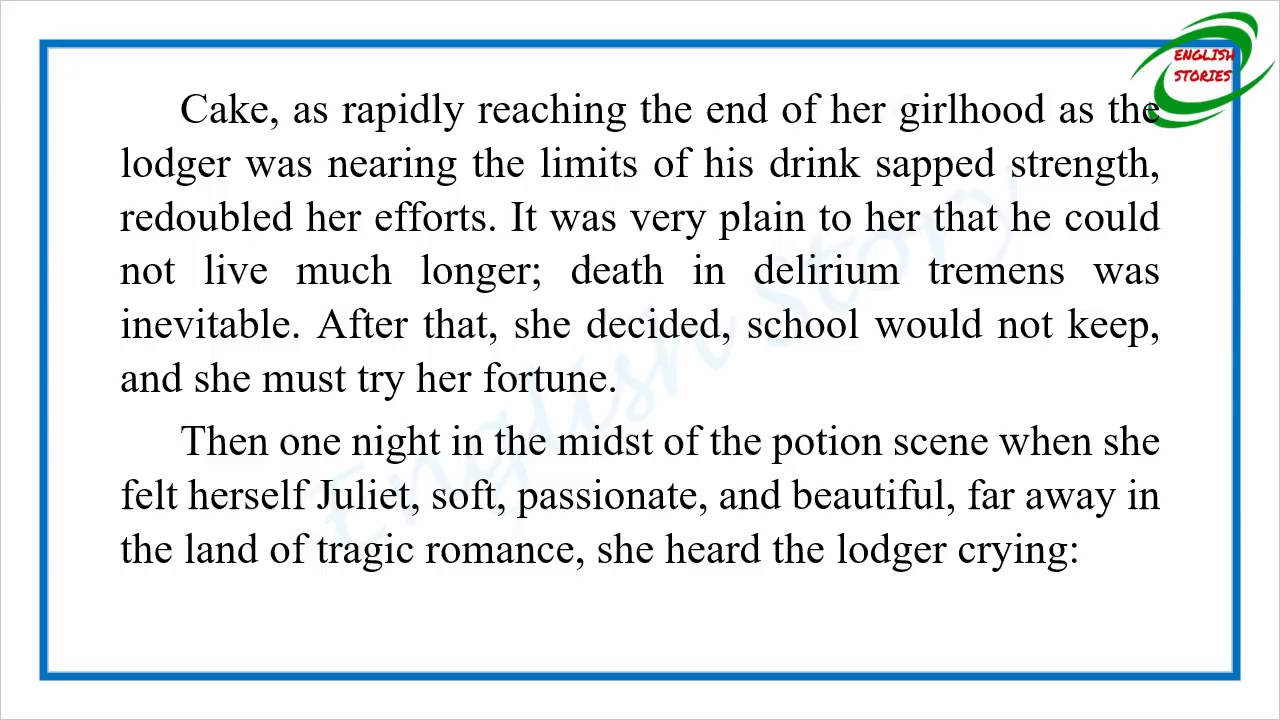 ENGLISH
STORIES
Cake, as rapidly reaching the end of her girlhood as the
lodger was nearing the limits of his drink sapped strength,
redoubled her efforts. It was very plain to her that he could
not live much longer; death in delirium tremens was
inevitable. After that, she decided, school would not keep,
and she must try her fortune.
Then one night in the midst of the potion scene when she
felt herself Juliet, soft, passionate, and beautiful, far away in
the land of tragic romance, she heard the lodger crying:
English Story